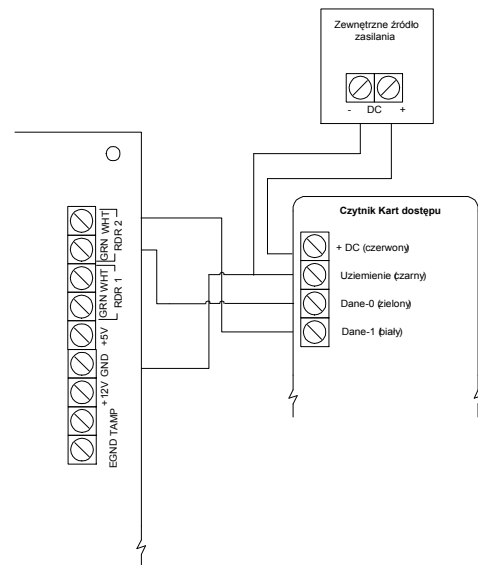 Zewnętrzne źródło
zasilania
- DC +
Czytnik Kart dostępu
+ DC (czerwony)
Uziemienie (czarny)
Dane-0 (zielony)
Dane-1 (biały)
GRN WHT
RDR 2
GRN WHT
RDR 1
+5V
GND
+12V
TAMP
EGND